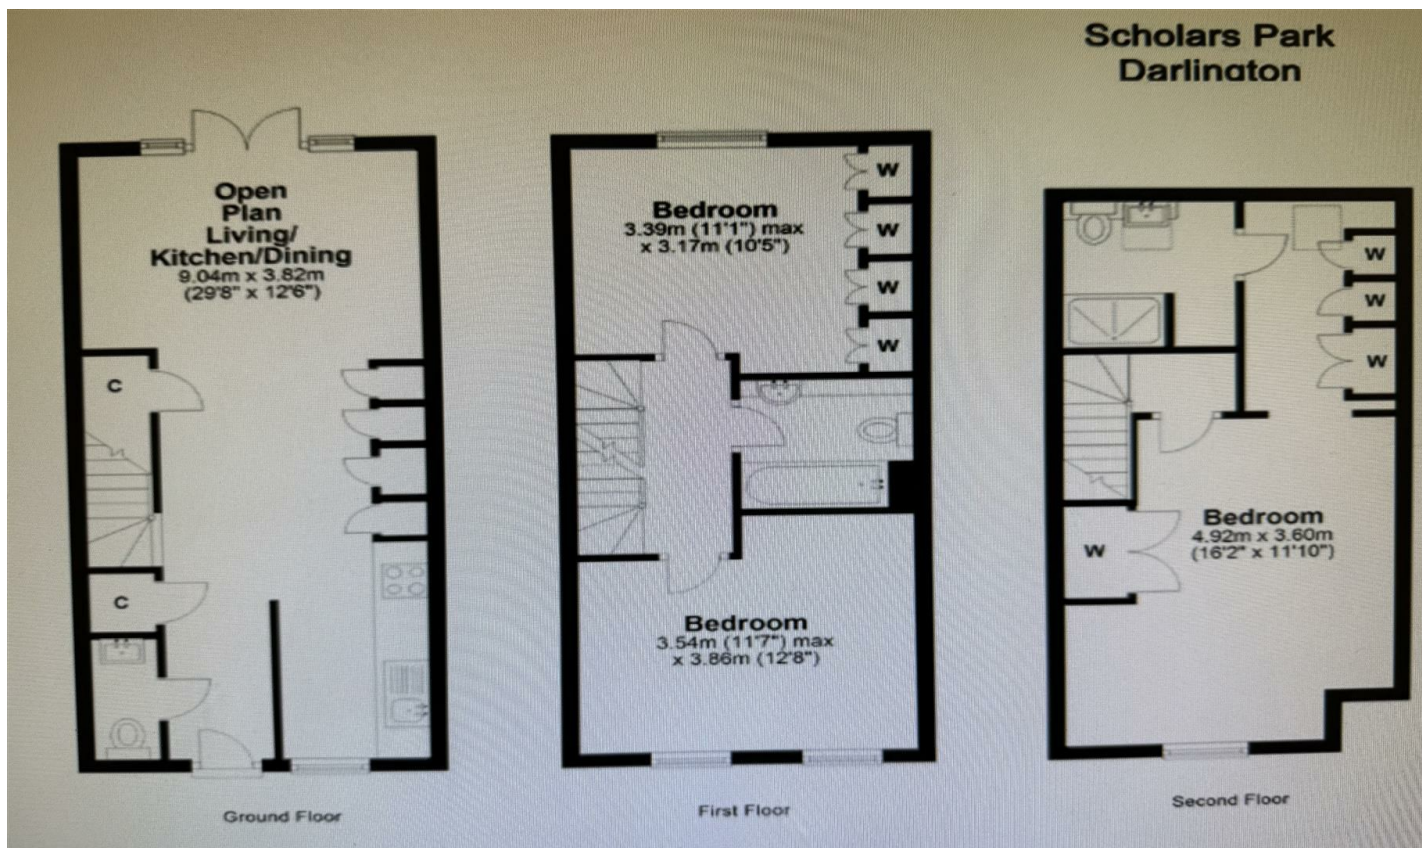 Scholars Park
Darlington
Open
Plan
Living/
Kitchen/Dining
9.04m x 3.82m
(29'8" x 12'6")
C
C
Ground Floor
Bedroom
3.39m (11'1") max
x 3.17m (10'5")
W
W
W
W
Bedroom
3.54m (11'7") max
x 3.86m (12'8")
First Floor
W
W
W
Bedroom
4.92m x 3.60m
(16'2" x 11'10")
W
Second Floor